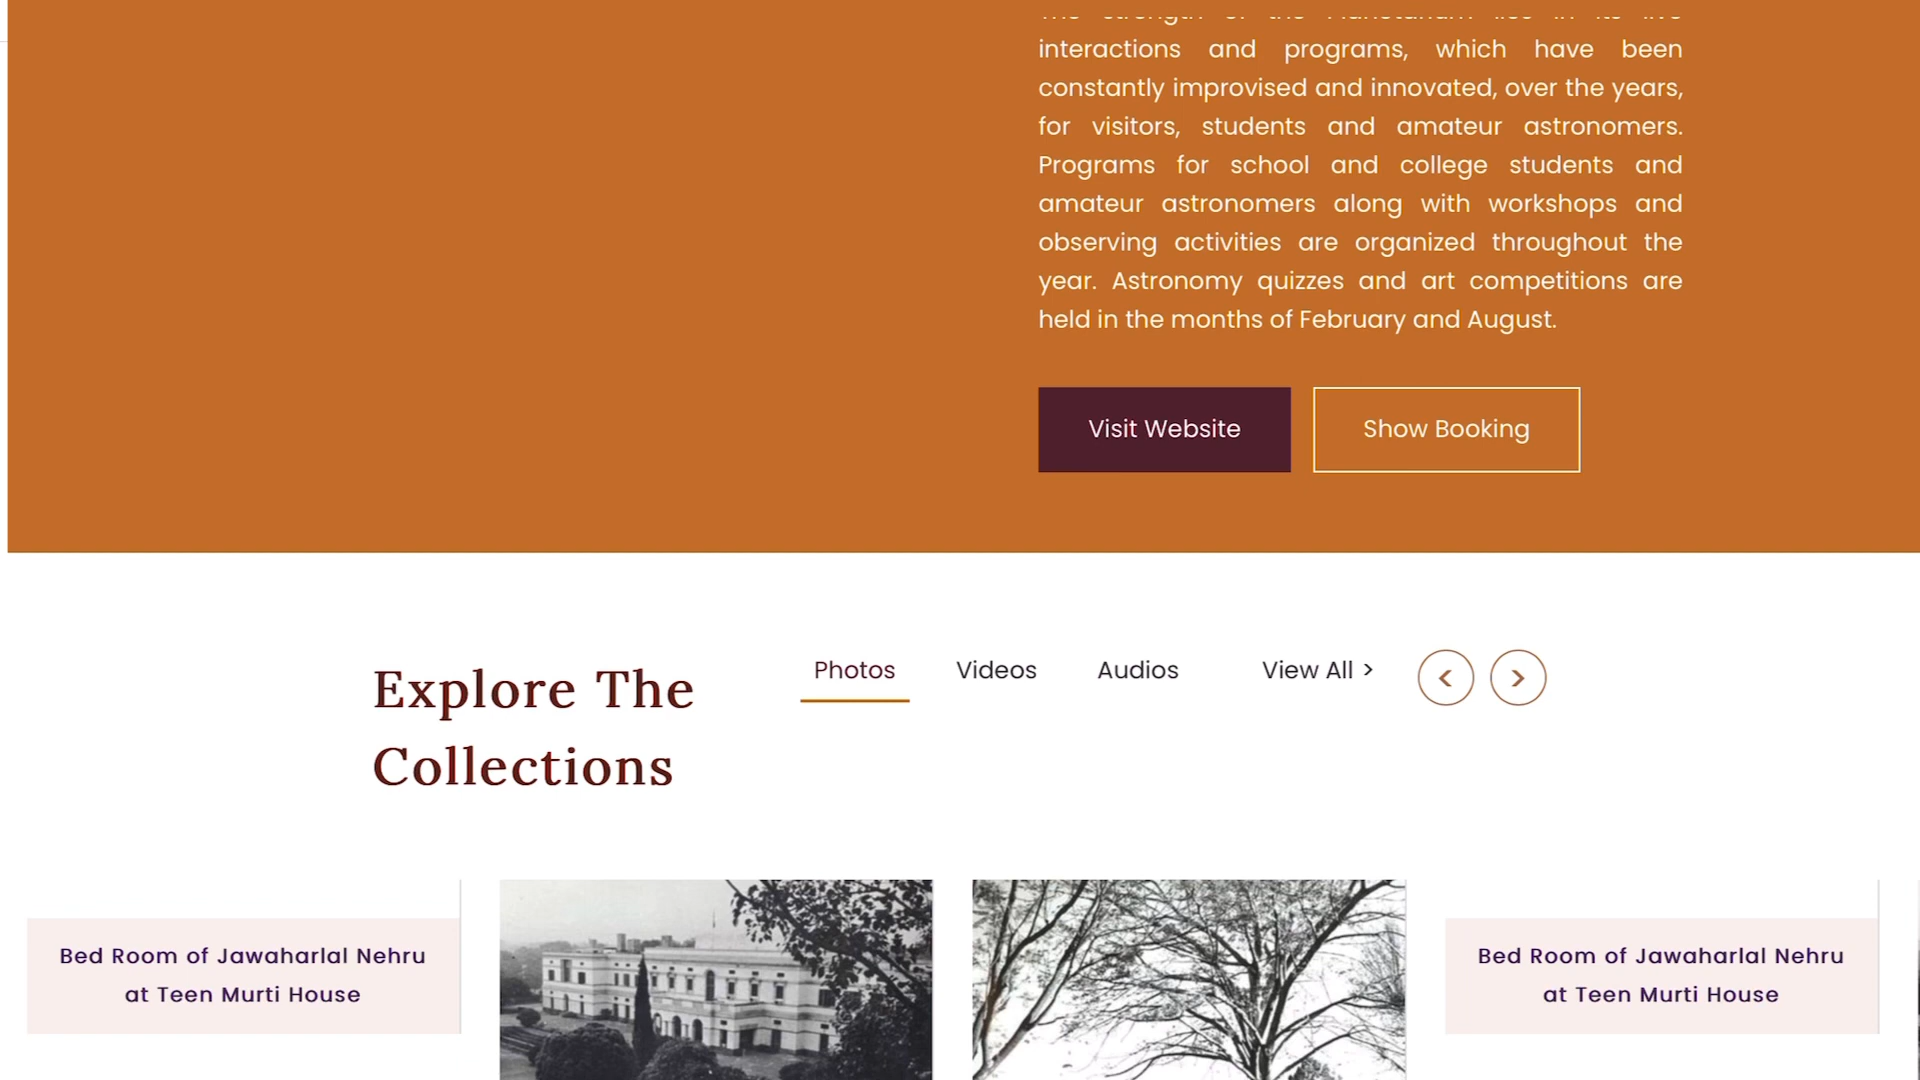 interactions and programs, which have been
constantly improvised and innovated, over the years,
for visitors, students and amateur astronomers.
Programs for school and college students and
amateur astronomers along with workshops and
observing activities are organized throughout the
year. Astronomy quizzes and art competitions are
held in the months of February and August.
Visit Website
Show Booking
Explore The
Collections
Photos
Videos
Audios
View All >
Bed Room of Jawaharlal Nehru
at Teen Murti House
Bed Room of Jawaharlal Nehru
at Teen Murti House